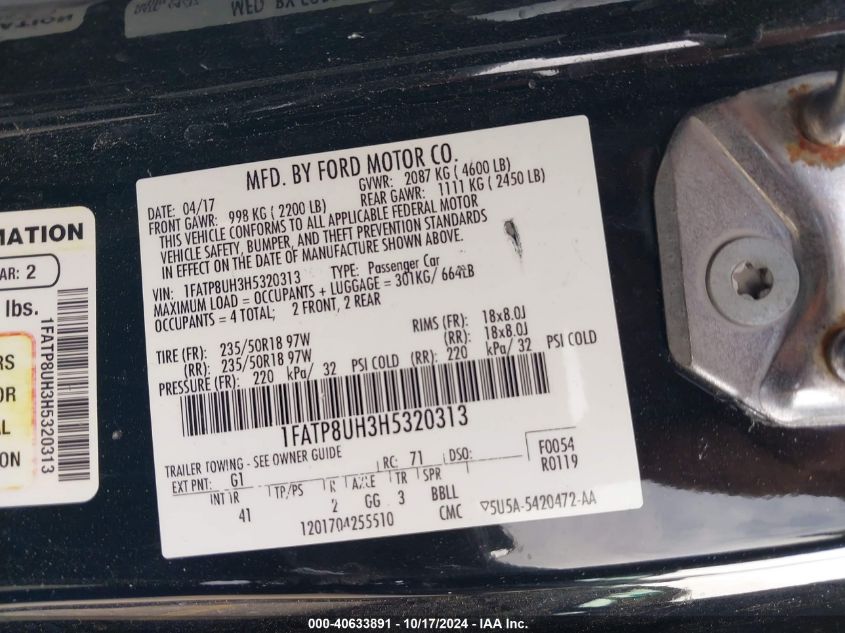 MFD. BY FORD MOTOR CO.
DATE: 04/17 GVWR: 2087 KG ( 4600 LB)
FRONT GAWR: 998 KG ( 2200 LB) REAR GAWR: 1111 KG ( 2450 LB)
THIS VEHICLE CONFORMS TO ALL APPLICABLE FEDERAL MOTOR
VEHICLE SAFETY, BUMPER, AND THEFT PREVENTION STANDARDS
IN EFFECT ON THE DATE OF MANUFACTURE SHOWN ABOVE.
VIN: 1FATP8UH3H5320313 TYPE: Passenger Car
MAXIMUM LOAD = OCCUPANTS + LUGGAGE = 301KG/ 664LB
OCCUPANTS = 4 TOTAL; 2 FRONT, 2 REAR
TIRE (FR): 235/50R18 97W RIMS (FR): 18x8.0J
(RR): 235/50R18 97W (RR): 18x8.0J
PRESSURE (FR): 220 kPa/ 32 PSI COLD (RR): 220 kPa/ 32 PSI COLD
1FATP8UH3H5320313
TRAILER TOWING - SEE OWNER GUIDE
EXT PNT: G1 RC: 71 DSO: F0054
INT TR TP/PS R AXLE TR SPR R0119
41 2 GG 3 BBLL
1201704255510 CMC ▽5U5A-5420472-AA
MATION
AR: 2
lbs.
ERS
OR
AL
ION
1FATP8UH3H5320313
000-40633891 - 10/17/2024 - IAA Inc.